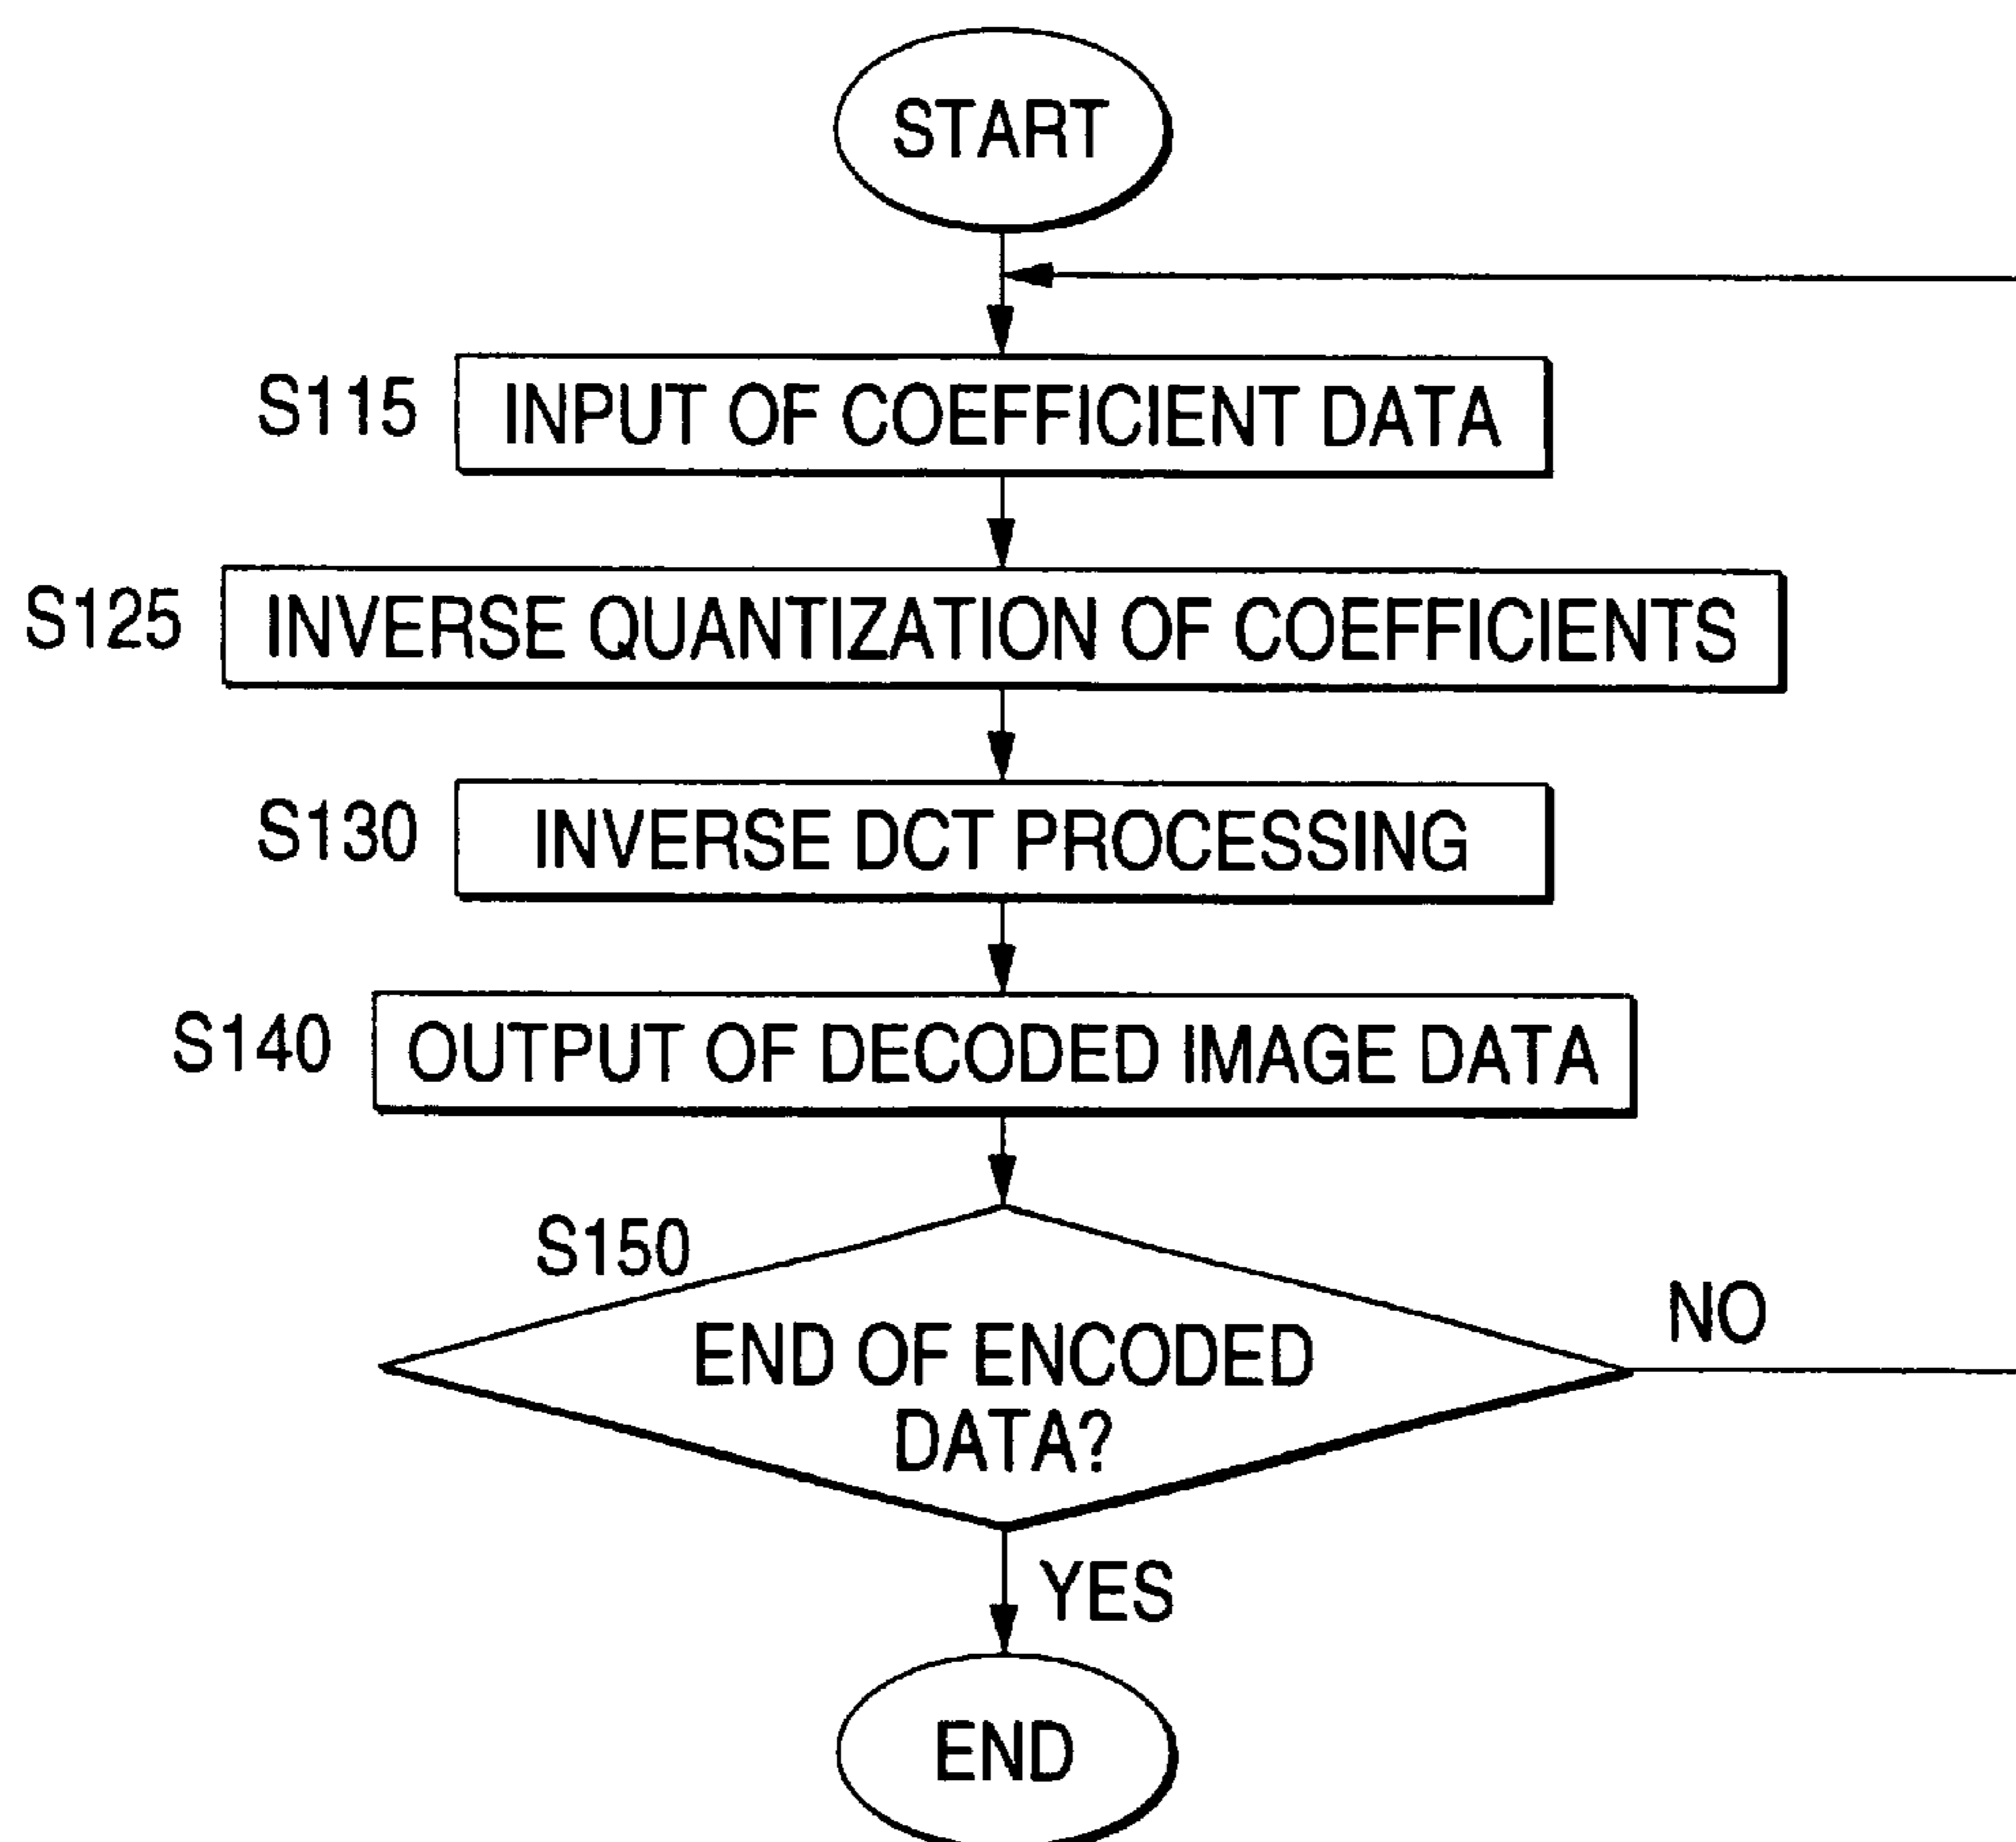 START
S115 INPUT OF COEFFICIENT DATA
S125 INVERSE QUANTIZATION OF COEFFICIENTS
S130 INVERSE DCT PROCESSING
S140 OUTPUT OF DECODED IMAGE DATA
S150
NO
END OF ENCODED
DATA?
YES
END